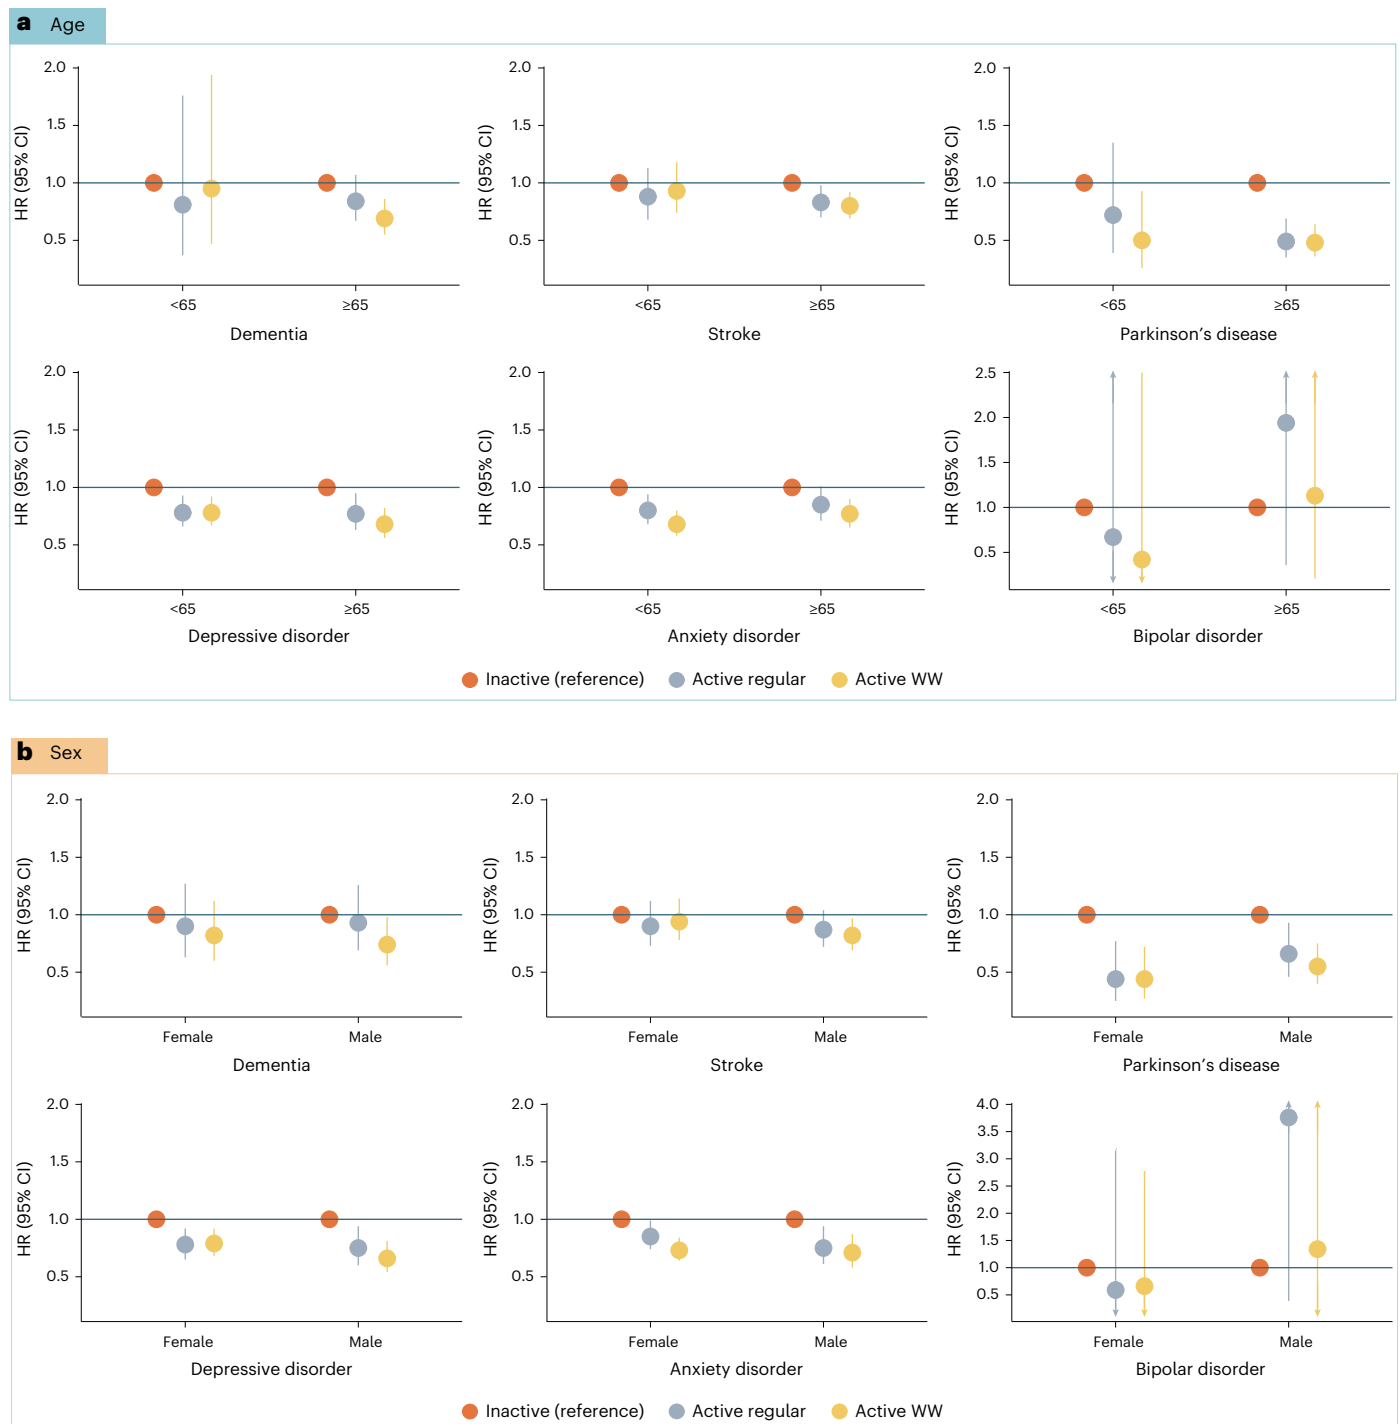 a Age
2.0 2.0 2.0
1.5 1.5 1.5
1.0 1.0 1.0
0.5 0.5 0.5
HR (95% CI) HR (95% CI) HR (95% CI)
<65 ≥65 <65 ≥65 <65 ≥65
Dementia Stroke Parkinson's disease
2.0 2.0 2.5
1.5 1.5 2.0
1.0 1.0 1.5
0.5 0.5 1.0
0.5
HR (95% CI) HR (95% CI) HR (95% CI)
<65 ≥65 <65 ≥65 <65 ≥65
Depressive disorder Anxiety disorder Bipolar disorder
Inactive (reference) Active regular Active WW
b Sex
2.0 2.0 2.0
1.5 1.5 1.5
1.0 1.0 1.0
0.5 0.5 0.5
HR (95% CI) HR (95% CI) HR (95% CI)
Female Male Female Male Female Male
Dementia Stroke Parkinson's disease
2.0 2.0 4.0
1.5 1.5 3.5
1.0 1.0 3.0
0.5 0.5 2.5
2.0
1.5
1.0
0.5
HR (95% CI) HR (95% CI) HR (95% CI)
Female Male Female Male Female Male
Depressive disorder Anxiety disorder Bipolar disorder
Inactive (reference) Active regular Active WW